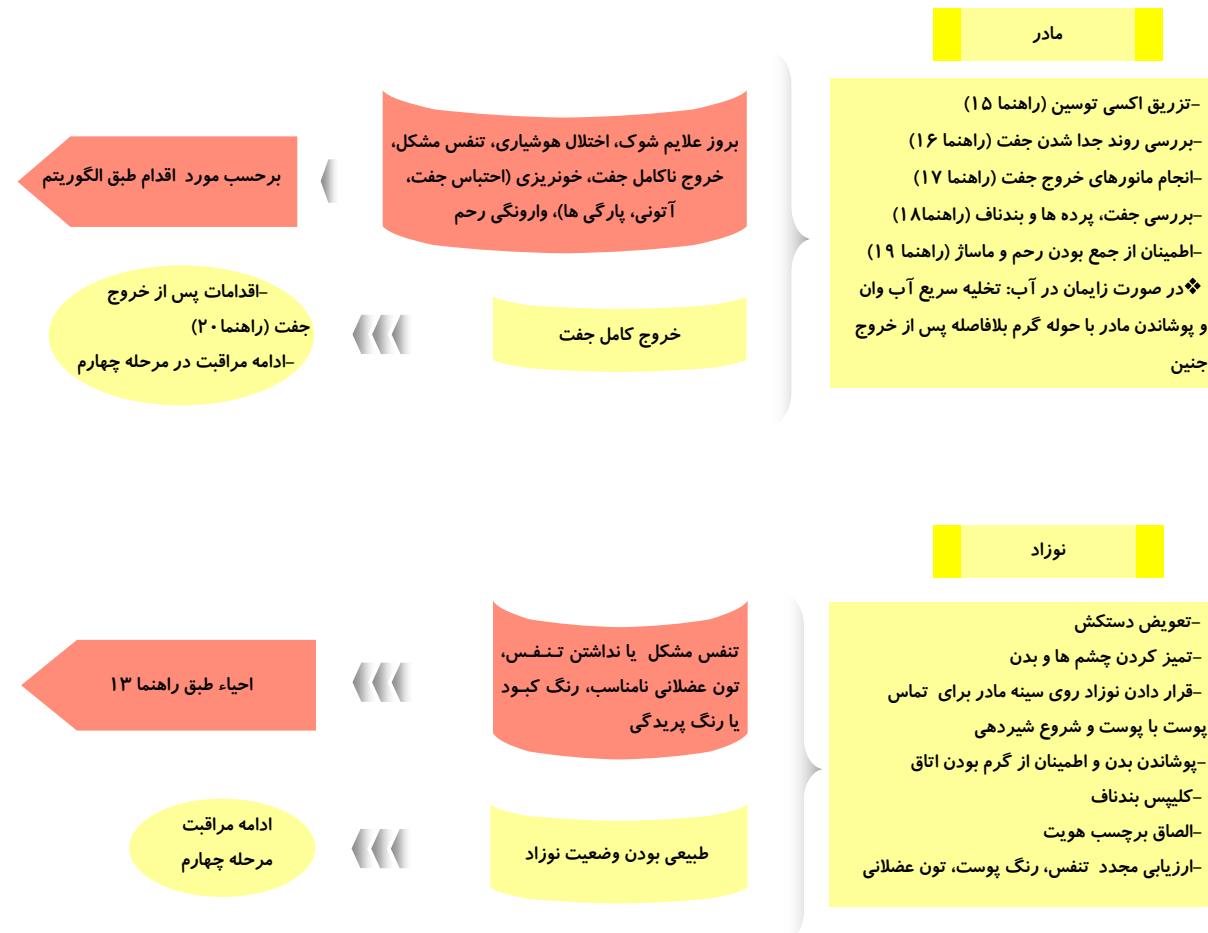 مادر
-تزریق اکسی توسین (راهنما ۱۵)
-بررسی روند جدا شدن جفت (راهنما ۱۶)
-انجام مانورهای خروج جفت (راهنما ۱۷)
-بررسی جفت، پرده ها و بندناف (راهنما۱۸)
-اطمینان از جمع بودن رحم و ماساژ (راهنما ۱۹)
❖در صورت زایمان در آب: تخلیه سریع آب وان
و پوشاندن مادر با حوله گرم بلافاصله پس از خروج
جنین
بروز علایم شوک، اختلال هوشیاری، تنفس مشکل،
خروج ناکامل جفت، خونریزی (احتباس جفت،
آتونی، پارگی ها)، وارونگی رحم
برحسب مورد اقدام طبق الگوریتم
خروج کامل جفت
-اقدامات پس از خروج
جفت (راهنما۲۰)
-ادامه مراقبت در مرحله چهارم
نوزاد
-تعویض دستکش
-تمیز کردن چشم ها و بدن
-قرار دادن نوزاد روی سینه مادر برای تماس
پوست با پوست و شروع شیردهی
-پوشاندن بدن و اطمینان از گرم بودن اتاق
-کلیپس بندناف
-الصاق برچسب هویت
-ارزیابی مجدد تنفس، رنگ پوست، تون عضلانی
تنفس مشکل یا نداشتن تـنـفـس،
تون عضلانی نامناسب، رنگ کبـود
یا رنگ پریدگی
احیاء طبق راهنما ۱۳
طبیعی بودن وضعیت نوزاد
ادامه مراقبت
مرحله چهارم